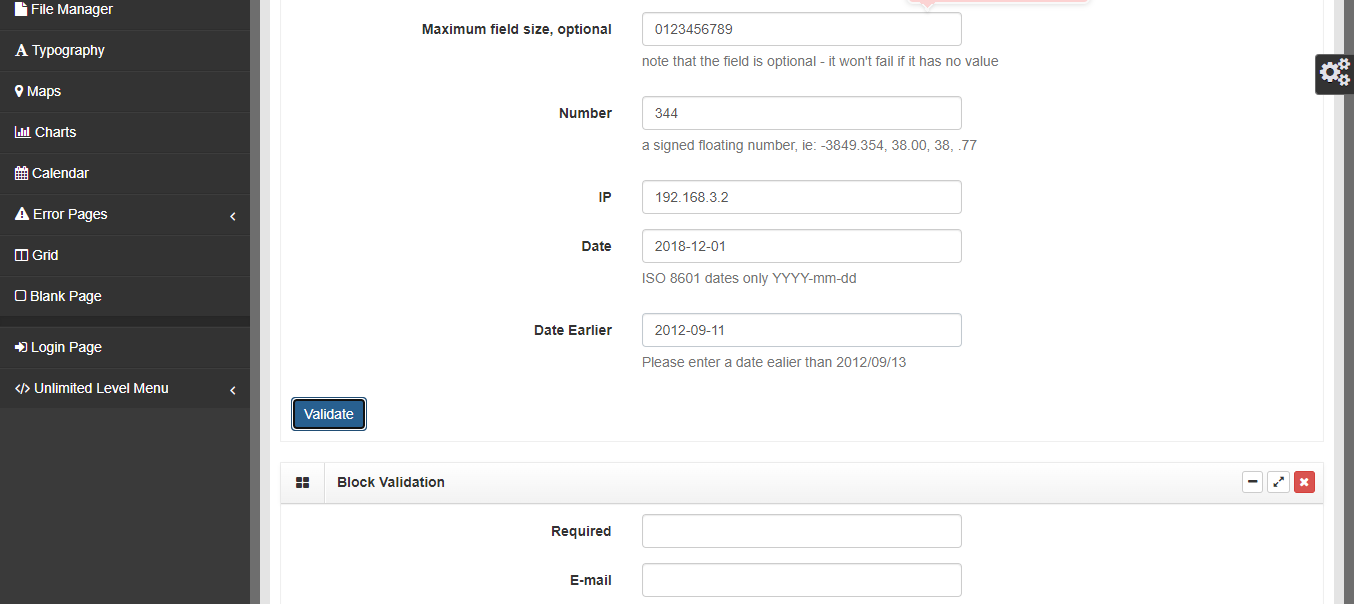 File Manager
Typography
Maps
Charts
Calendar
Error Pages
Grid
Blank Page
Login Page
Unlimited Level Menu
Maximum field size, optional
0123456789
note that the field is optional - it won't fail if it has no value
Number
344
a signed floating number, ie: -3849.354, 38.00, 38, .77
IP
192.168.3.2
Date
2018-12-01
ISO 8601 dates only YYYY-mm-dd
Date Earlier
2012-09-11
Please enter a date ealier than 2012/09/13
Validate
Block Validation
Required
E-mail